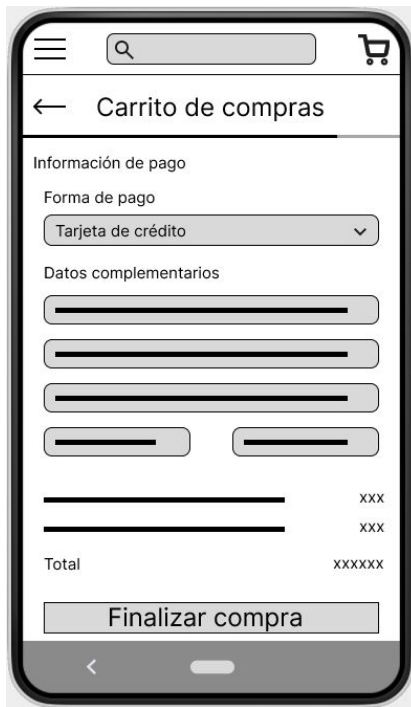 Carrito de compras
Información de pago
Forma de pago
Tarjeta de crédito
Datos complementarios
xxx
xxx
Total xxxxxx
Finalizar compra